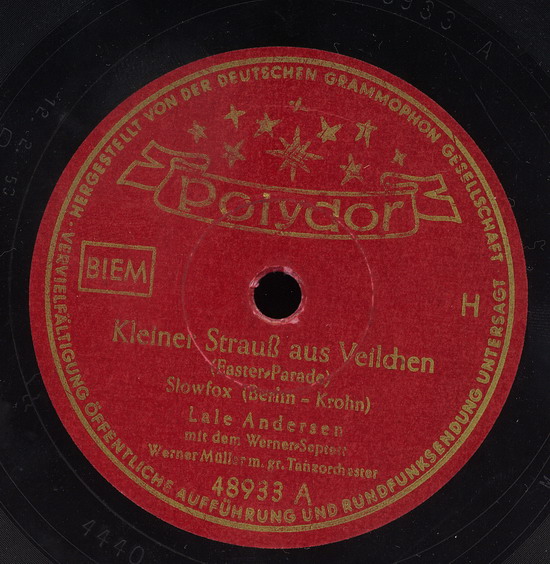 HERGESTELLT VON DER DEUTSCHEN GRAMMOPHON GESELLSCHAFT
VERVIELFÄLTIGUNG ÖFFENTLICHE AUFFÜHRUNG UND RUNDFUNKSENDUNG UNTERSAGT
Polydor
BIEM
H
Kleiner Strauß aus Veilchen
(Easter-Parade)
Slowfox (Berlin - Krohn)
Lale Andersen
mit dem Werner-Septett
Werner Müller m. gr. Tanzorchester
48933 A
4440